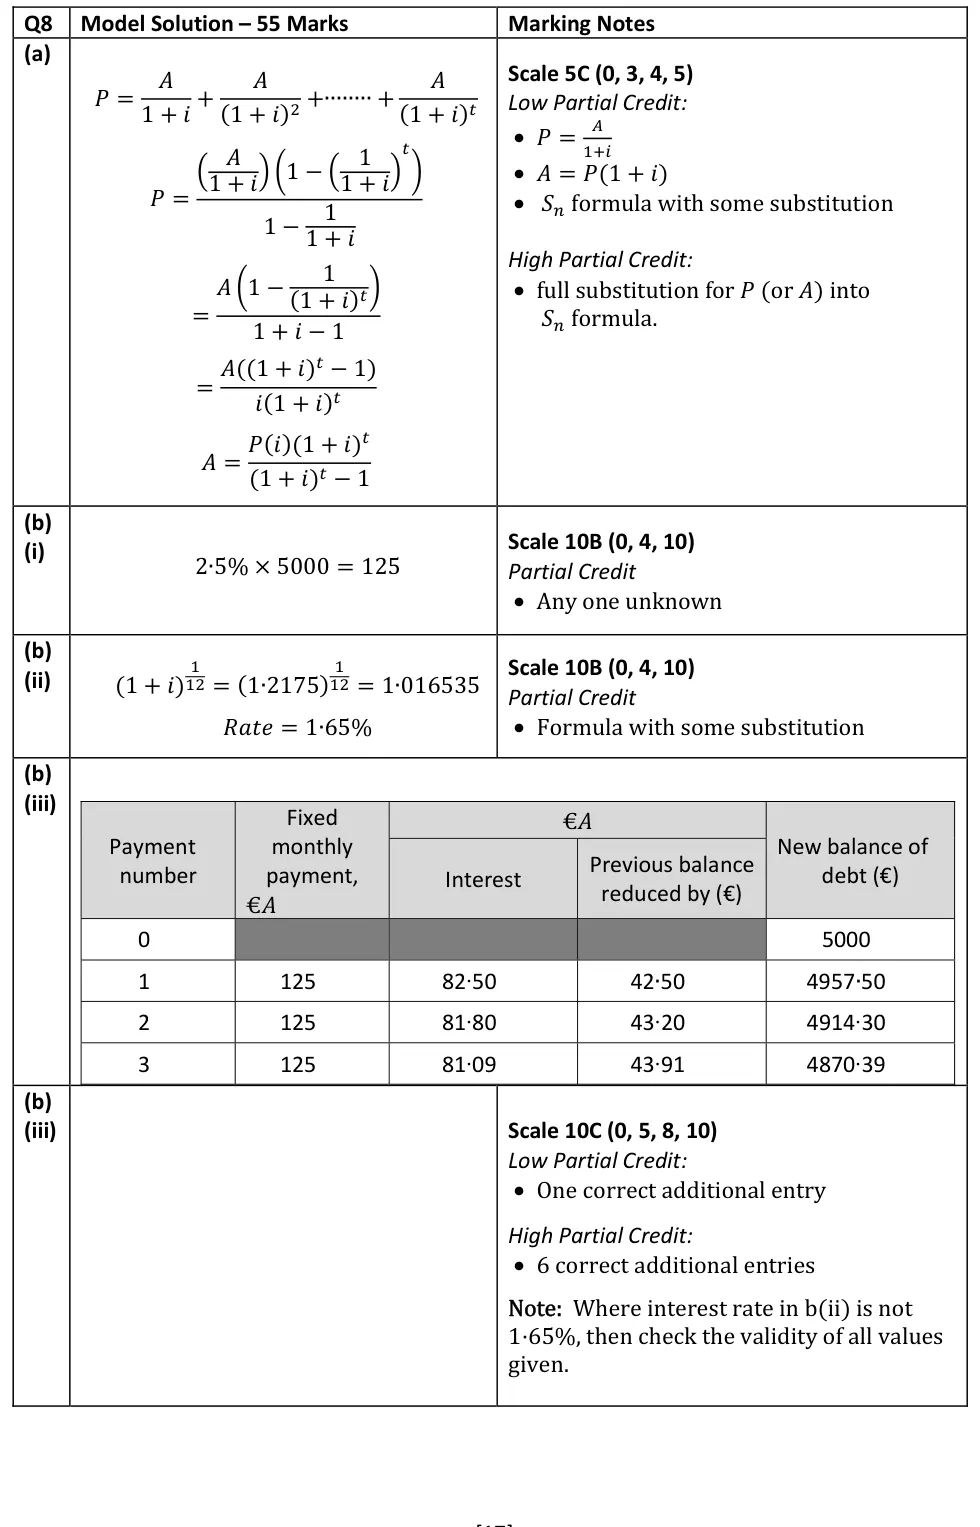 Q8 Model Solution – 55 Marks Marking Notes
(a)
P = A/(1 + i) + A/(1 + i)² +········ + A/(1 + i)ᵗ
P = (A/(1 + i))(1 − (1/(1 + i))ᵗ) / (1 − 1/(1 + i))
= A(1 − 1/(1 + i)ᵗ) / (1 + i − 1)
= A((1 + i)ᵗ − 1) / i(1 + i)ᵗ
A = P(i)(1 + i)ᵗ / ((1 + i)ᵗ − 1)
Scale 5C (0, 3, 4, 5)
Low Partial Credit:
• P = A/(1+i)
• A = P(1 + i)
• Sₙ formula with some substitution
High Partial Credit:
• full substitution for P (or A) into
Sₙ formula.
(b)
(i)
2·5% × 5000 = 125
Scale 10B (0, 4, 10)
Partial Credit
• Any one unknown
(b)
(ii)
(1 + i)^(1/12) = (1·2175)^(1/12) = 1·016535
Rate = 1·65%
Scale 10B (0, 4, 10)
Partial Credit
• Formula with some substitution
(b)
(iii)
Payment
number
Fixed
monthly
payment,
€A
€A
Interest
Previous balance
reduced by (€)
New balance of
debt (€)
0 5000
1 125 82·50 42·50 4957·50
2 125 81·80 43·20 4914·30
3 125 81·09 43·91 4870·39
(b)
(iii)
Scale 10C (0, 5, 8, 10)
Low Partial Credit:
• One correct additional entry
High Partial Credit:
• 6 correct additional entries
Note: Where interest rate in b(ii) is not
1·65%, then check the validity of all values
given.